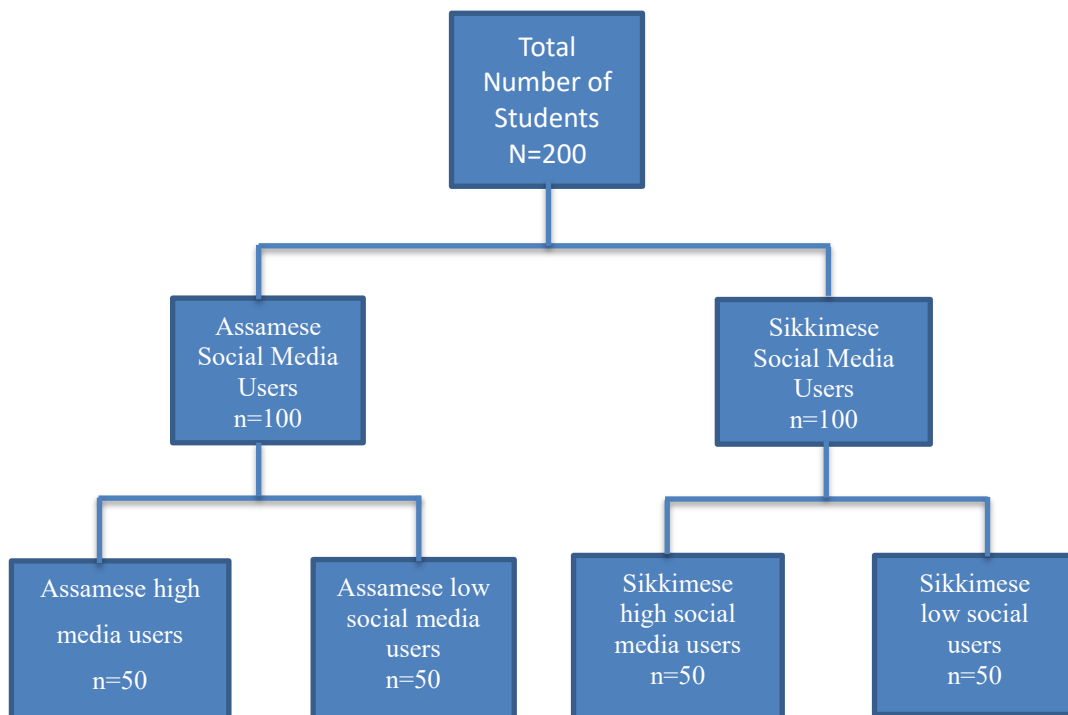 Total
Number of
Students
N=200
Assamese
Social Media
Users
n=100
Sikkimese
Social Media
Users
n=100
Assamese high
media users
n=50
Assamese low
social media
users
n=50
Sikkimese
high social
media users
n=50
Sikkimese
low social
users
n=50